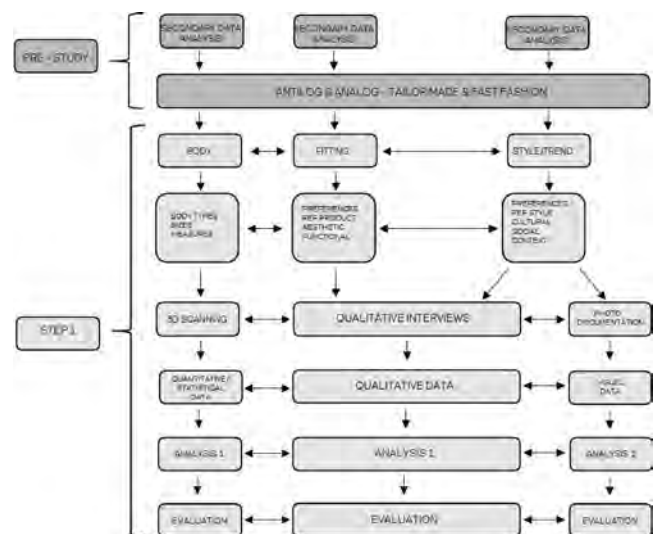 SECONDARY DATA
ANALYSIS
SECONDARY DATA
ANALYSIS
SECONDARY DATA
ANALYSIS
PRE - STUDY
ANTILOG & ANALOG - TAILORMADE & FAST FASHION
BODY
FITTING
STYLE/TREND
BODY TYPES
SIZES
MEASURES
PREFERENCES
PER PRODUCT
AESTHETIC
FUNCTIONAL
PREFERENCES
PER STYLE
CULTURAL
SOCIAL
CONTEXT
STEP 1
3D SCANNING
QUALITATIVE INTERVIEWS
PHOTO
DOCUMENTATION
QUANTITATIVE /
STATISTICAL
DATA
QUALITATIVE DATA
VISUEL
DATA
ANALYSIS 1
ANALYSIS 1
ANALYSIS 2
EVALUATION
EVALUATION
EVALUATION